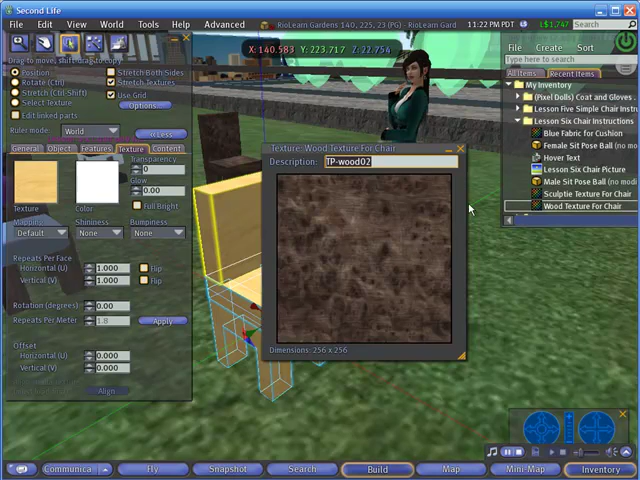 Second Life
File Edit View World Tools Help Advanced
RioLearn Gardens 140, 225, 23 (PG) - RioLearn Gard
11:22 PM PDT
L$1,747
Search
X: 140.583 Y: 223.717 Z: 22.754
Drag to move, shift-drag to copy
Position
Rotate (Ctrl)
Stretch (Ctrl-Shift)
Select Texture
Edit linked parts
Stretch Both Sides
Stretch Textures
Use Grid
Options...
Ruler mode: World
Less
General Object Features Texture Content
Texture
Color
Transparency
0
Glow
0.00
Full Bright
Mapping
Shininess
Bumpiness
Default
None
None
Repeats Per Face
Horizontal (U) 1.000 Flip
Vertical (V) 1.000 Flip
Rotation (degrees) 0.00
Repeats Per Meter 1.8 Apply
Offset
Horizontal (U) 0.000
Vertical (V) 0.000
Align
Texture: Wood Texture For Chair
Description: TP-wood02
Dimensions: 256 x 256
File Create Sort
Type here to search
All Items Recent Items
My Inventory
(Pixel Dolls) Coat and Gloves
Lesson Five Simple Chair Instru
Lesson Six Chair Instructions
Blue Fabric for Cushion
Female Sit Pose Ball (no m
Hover Text
Lesson Six Chair Picture
Male Sit Pose Ball (no modi
Sculptie Texture for Chair
Wood Texture For Chair
Communica Fly Snapshot Search Build Map Mini-Map Inventory